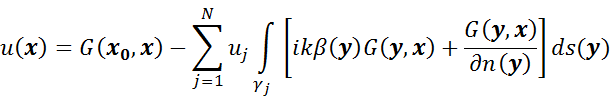 u(𝒙) = G(𝒙₀, 𝒙) − ∑_{j=1}^{N} u_j ∫_{γ_j} [ikβ(𝒚)G(𝒚, 𝒙) + G(𝒚, 𝒙)/∂n(𝒚)] ds(𝒚)